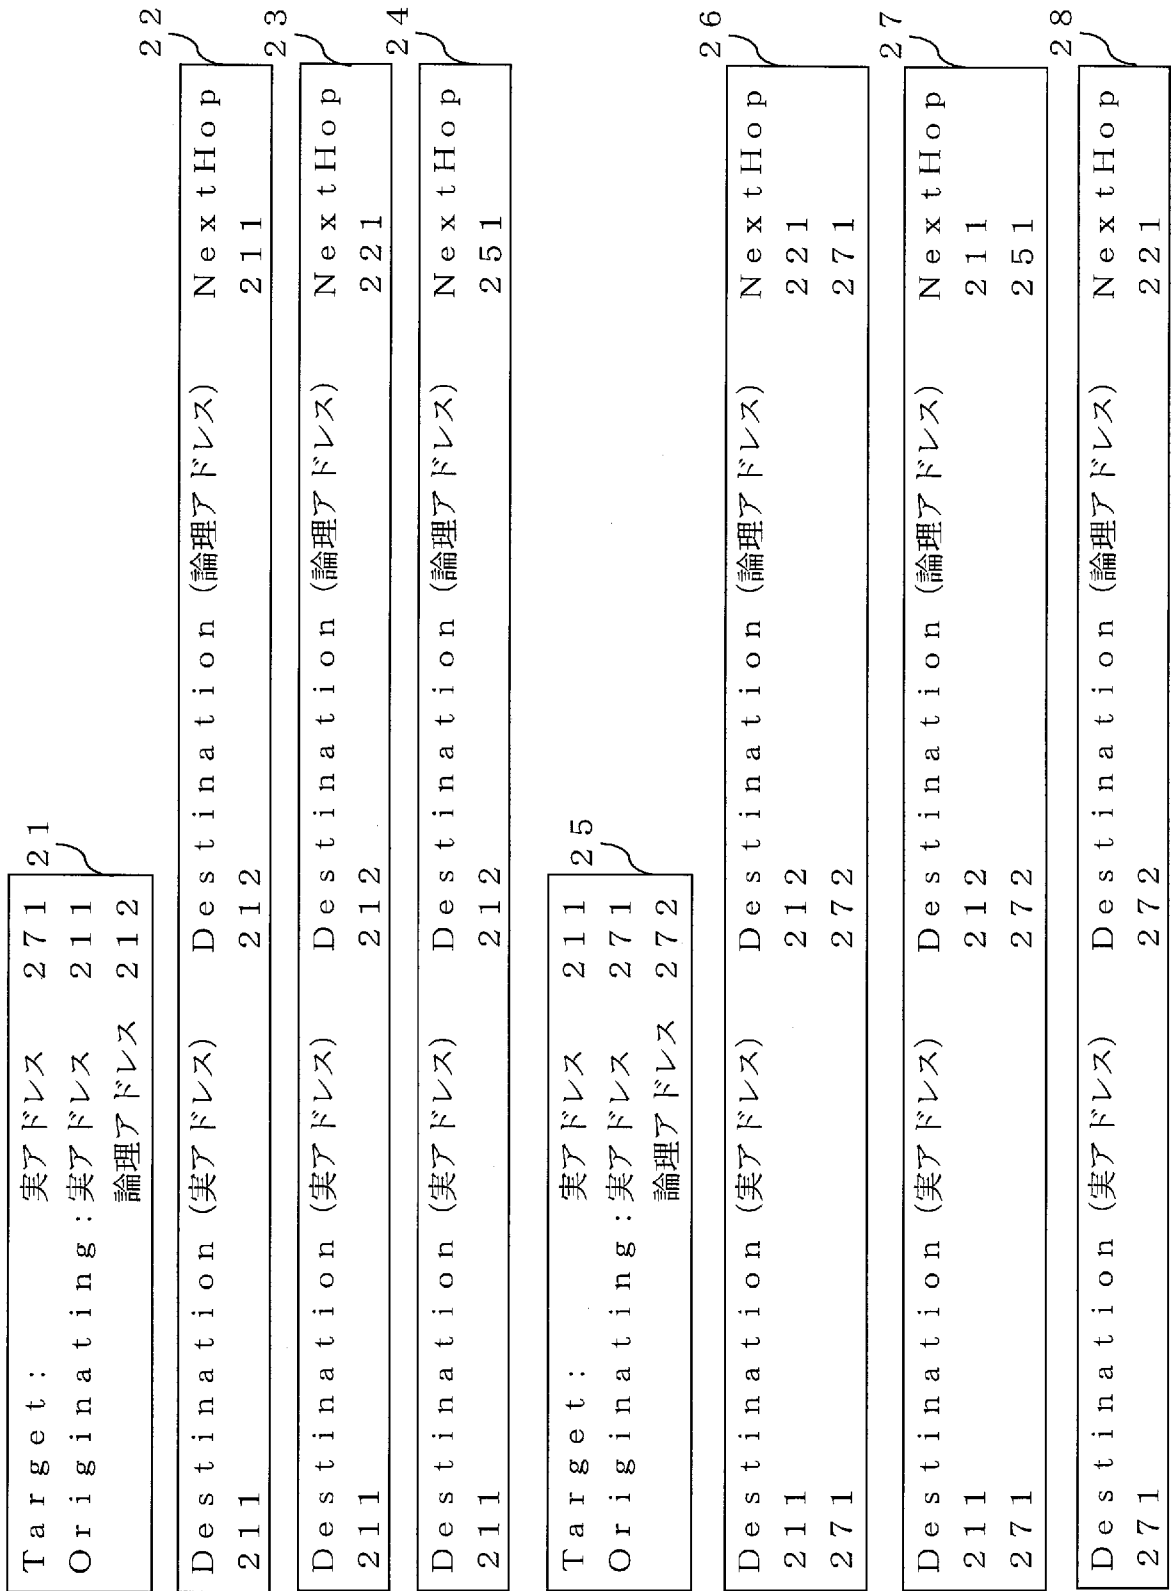 Target: 実アドレス 271
Originating:実アドレス 211
論理アドレス 212
21
Destination (実アドレス) Destination (論理アドレス) NextHop
211 212 211
22
Destination (実アドレス) Destination (論理アドレス) NextHop
211 212 221
23
Destination (実アドレス) Destination (論理アドレス) NextHop
211 212 251
24
Target: 実アドレス 211
Originating:実アドレス 271
論理アドレス 272
25
Destination (実アドレス) Destination (論理アドレス) NextHop
211 212 221
271 272 271
26
Destination (実アドレス) Destination (論理アドレス) NextHop
211 212 211
271 272 251
27
Destination (実アドレス) Destination (論理アドレス) NextHop
271 272 221
28